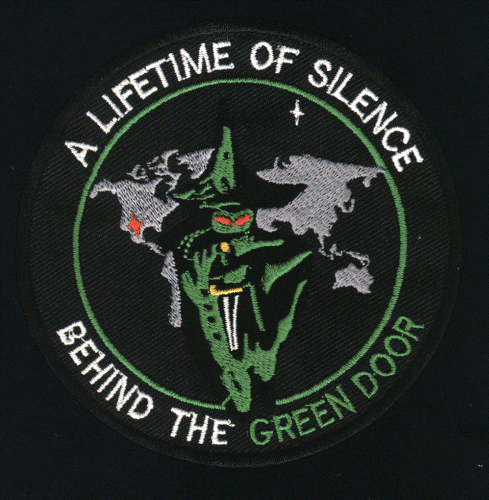 A LIFETIME OF SILENCE
BEHIND THE GREEN DOOR